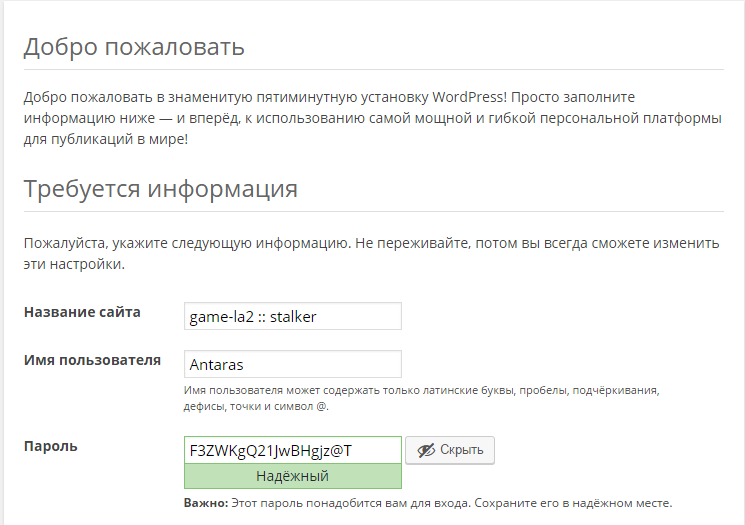 Добро пожаловать
Добро пожаловать в знаменитую пятиминутную установку WordPress! Просто заполните
информацию ниже — и вперёд, к использованию самой мощной и гибкой персональной платформы
для публикаций в мире!
Требуется информация
Пожалуйста, укажите следующую информацию. Не переживайте, потом вы всегда сможете изменить
эти настройки.
Название сайта game-la2 :: stalker
Имя пользователя Antaras
Имя пользователя может содержать только латинские буквы, пробелы, подчёркивания,
дефисы, точки и символ @.
Пароль F3ZWKgQ21JwBHgjz@T Скрыть
Надёжный
Важно: Этот пароль понадобится вам для входа. Сохраните его в надёжном месте.